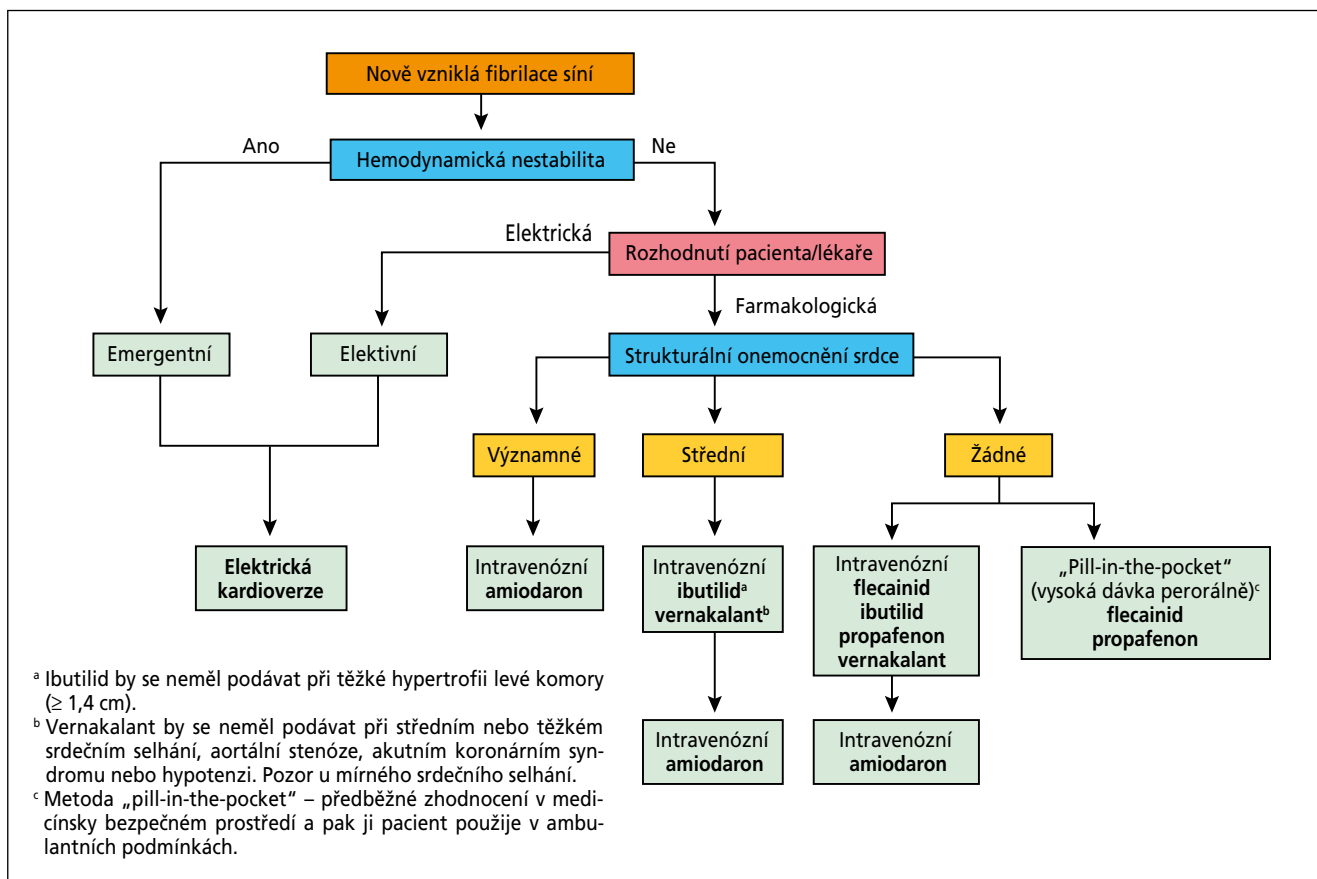 Nově vzniklá fibrilace síní
Ano
Hemodynamická nestabilita
Ne
Elektrická
Rozhodnutí pacienta/lékaře
Farmakologická
Emergentní
Elektivní
Strukturální onemocnění srdce
Významné
Střední
Žádné
Elektrická
kardioverze
Intravenózní
amiodaron
Intravenózní
ibutilidᵃ
vernakalantᵇ
Intravenózní
flecainid
ibutilid
propafenon
vernakalant
„Pill-in-the-pocket“
(vysoká dávka perorálně)ᶜ
flecainid
propafenon
Intravenózní
amiodaron
Intravenózní
amiodaron
ᵃ Ibutilid by se neměl podávat při těžké hypertrofii levé komory
(≥ 1,4 cm).
ᵇ Vernakalant by se neměl podávat při středním nebo těžkém
srdečním selhání, aortální stenóze, akutním koronárním syn-
dromu nebo hypotenzi. Pozor u mírného srdečního selhání.
ᶜ Metoda „pill-in-the-pocket“ – předběžné zhodnocení v medi-
cínsky bezpečném prostředí a pak ji pacient použije v ambu-
lantních podmínkách.